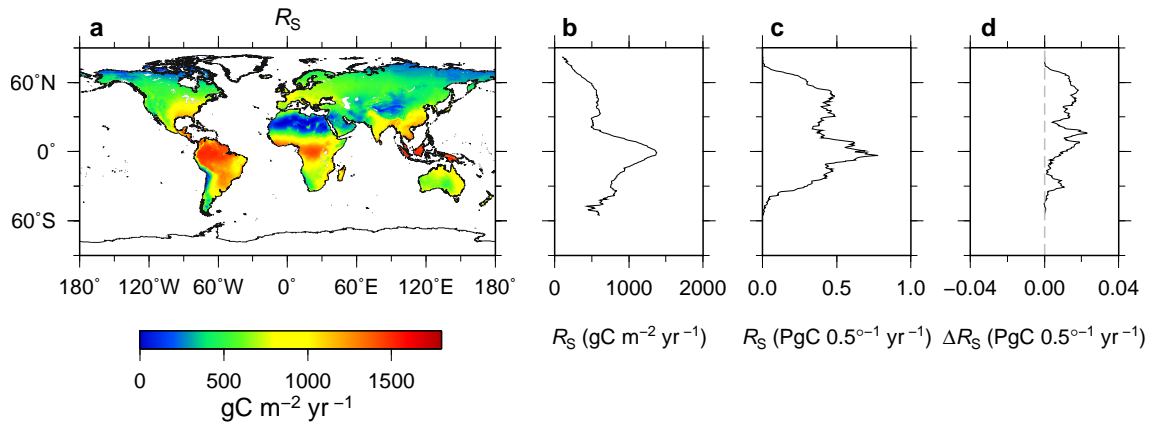 a R_S b c d
60°N
0°
60°S
180° 120°W 60°W 0° 60°E 120°E 180°
0 1000 2000
0.0 0.5 1.0
−0.04 0.00 0.04
R_S (gC m⁻² yr⁻¹) R_S (PgC 0.5°⁻¹ yr⁻¹) ΔR_S (PgC 0.5°⁻¹ yr⁻¹)
0 500 1000 1500
gC m⁻² yr⁻¹